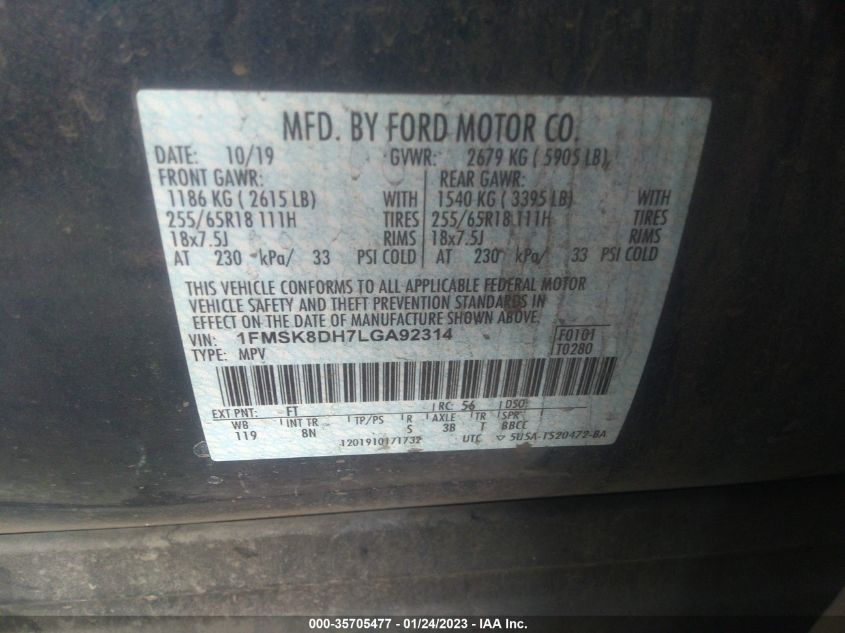 MFD. BY FORD MOTOR CO.
DATE: 10/19 GVWR: 2679 KG ( 5905 LB)
FRONT GAWR: REAR GAWR:
1186 KG ( 2615 LB) WITH 1540 KG ( 3395 LB) WITH
255/65R18 111H TIRES 255/65R18 111H TIRES
18x7.5J RIMS 18x7.5J RIMS
AT 230 kPa/ 33 PSI COLD AT 230 kPa/ 33 PSI COLD
THIS VEHICLE CONFORMS TO ALL APPLICABLE FEDERAL MOTOR
VEHICLE SAFETY AND THEFT PREVENTION STANDARDS IN
EFFECT ON THE DATE OF MANUFACTURE SHOWN ABOVE.
VIN: 1FMSK8DH7LGA92314 F0101
TYPE: MPV T0280
EXT PNT: FT RC: 56 DSO:
WB INT TR TP/PS R AXLE TR SPR
119 8N S 3B T BBCC
1201910171732 UTC ▽ 5U5A-1520472-BA
000-35705477 - 01/24/2023 - IAA Inc.